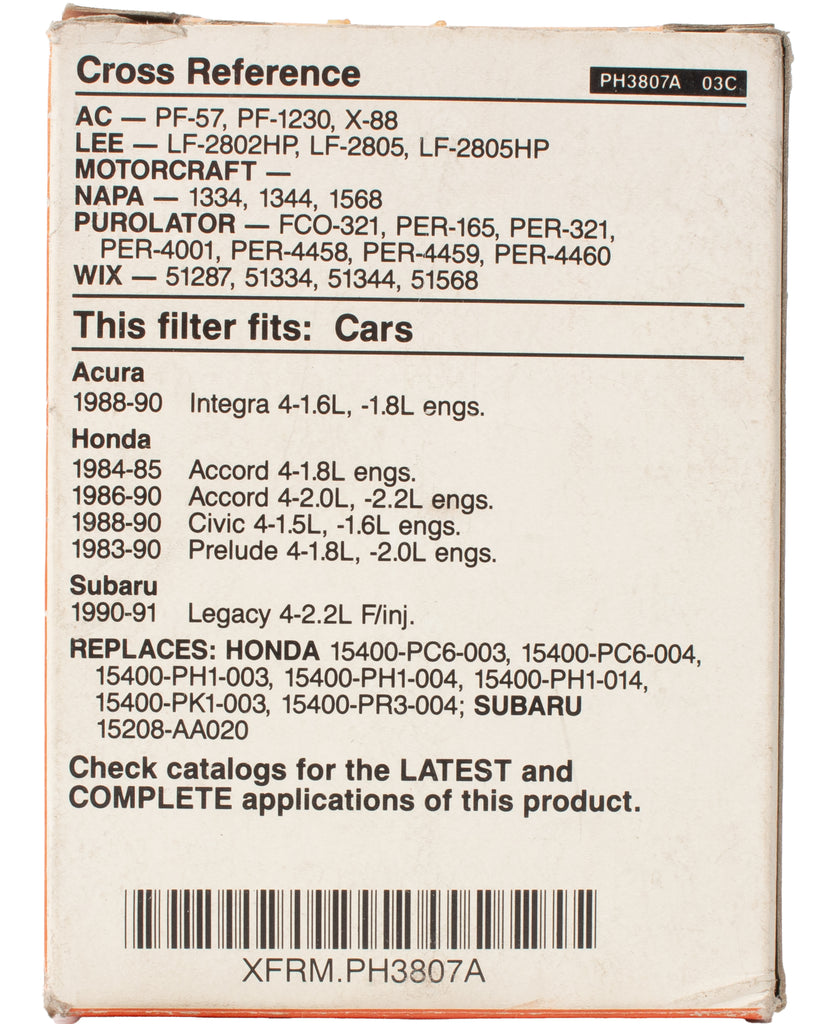 Cross Reference
PH3807A 03C
AC — PF-57, PF-1230, X-88
LEE — LF-2802HP, LF-2805, LF-2805HP
MOTORCRAFT —
NAPA — 1334, 1344, 1568
PUROLATOR — FCO-321, PER-165, PER-321,
PER-4001, PER-4458, PER-4459, PER-4460
WIX — 51287, 51334, 51344, 51568
This filter fits: Cars
Acura
1988-90 Integra 4-1.6L, -1.8L engs.
Honda
1984-85 Accord 4-1.8L engs.
1986-90 Accord 4-2.0L, -2.2L engs.
1988-90 Civic 4-1.5L, -1.6L engs.
1983-90 Prelude 4-1.8L, -2.0L engs.
Subaru
1990-91 Legacy 4-2.2L F/inj.
REPLACES: HONDA 15400-PC6-003, 15400-PC6-004,
15400-PH1-003, 15400-PH1-004, 15400-PH1-014,
15400-PK1-003, 15400-PR3-004; SUBARU
15208-AA020
Check catalogs for the LATEST and
COMPLETE applications of this product.
XFRM.PH3807A